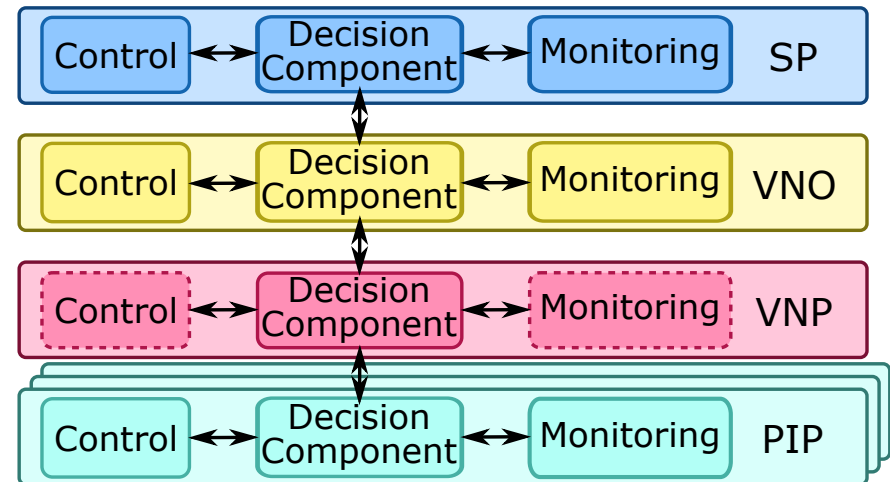 Control
Decision
Component
Monitoring
SP
Control
Decision
Component
Monitoring
VNO
Control
Decision
Component
Monitoring
VNP
Control
Decision
Component
Monitoring
PIP